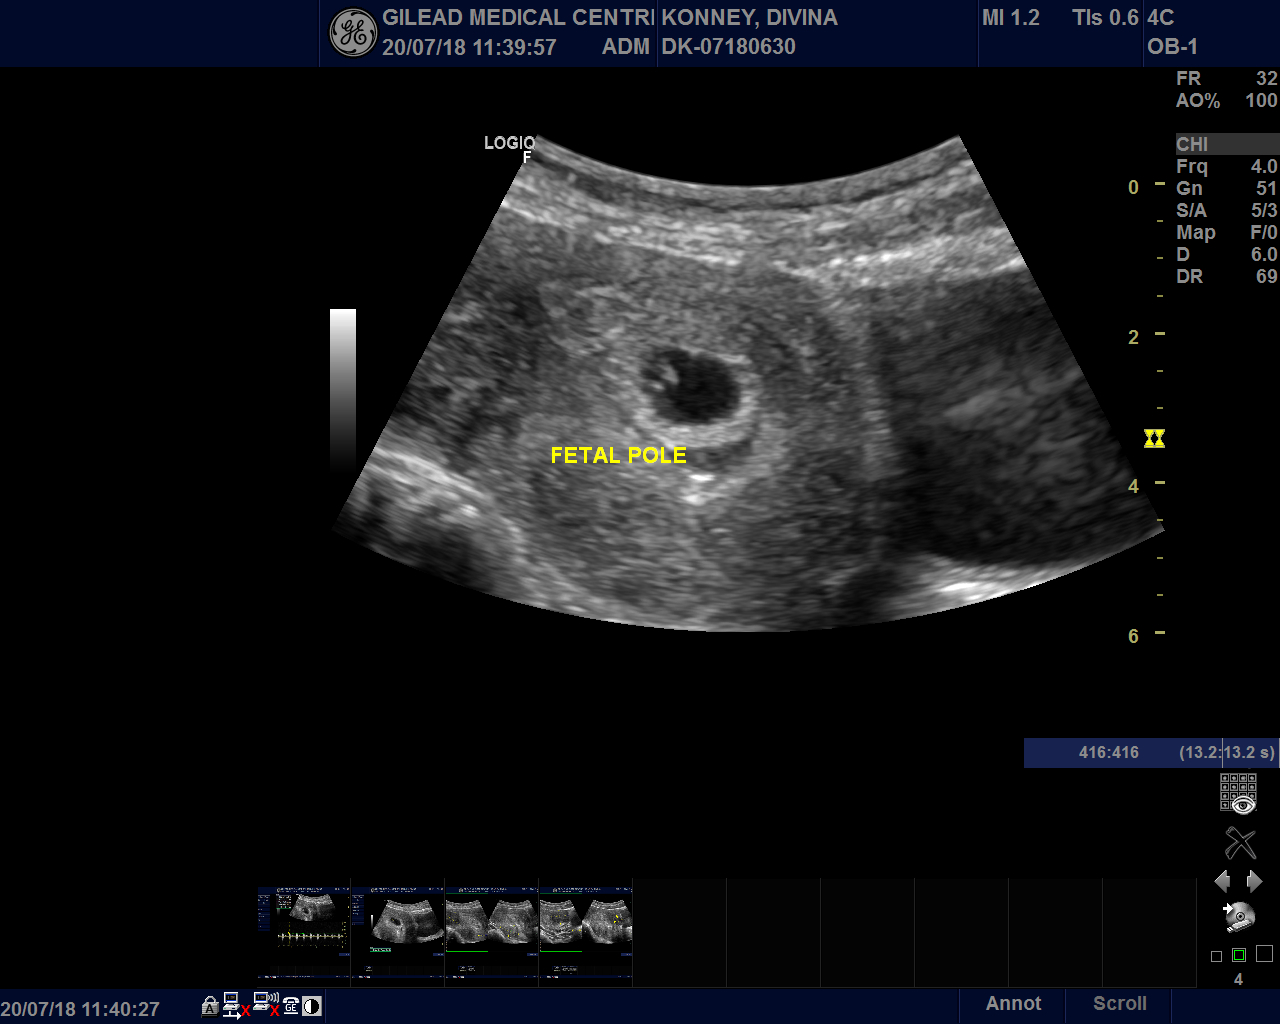 GILEAD MEDICAL CENTRE KONNEY, DIVINA MI 1.2 TIs 0.6 4C
20/07/18 11:39:57 ADM DK-07180630 OB-1
FR 32
AO% 100
LOGIQ
F
CHI
Frq 4.0
Gn 51
S/A 5/3
Map F/0
D 6.0
DR 69
0
2
4
6
FETAL POLE
416:416 (13.2:13.2 s)
4
20/07/18 11:40:27 Annot Scroll